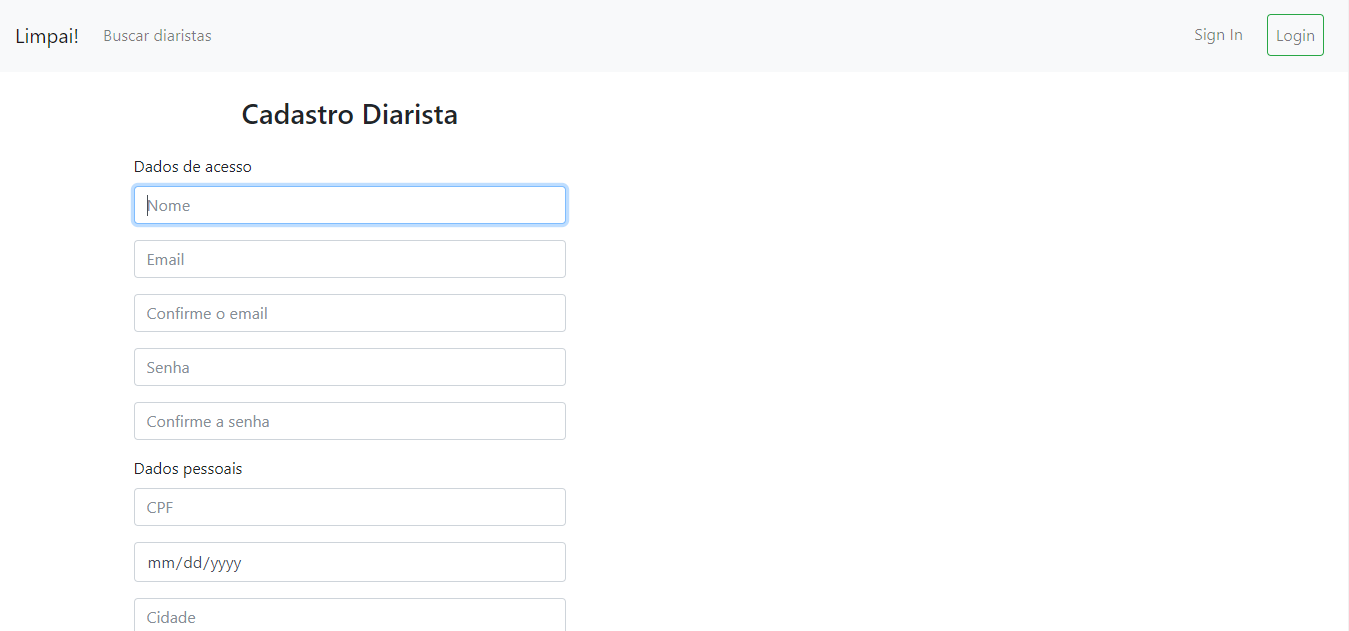 Limpai! Buscar diaristas Sign In Login
Cadastro Diarista
Dados de acesso
Nome
Email
Confirme o email
Senha
Confirme a senha
Dados pessoais
CPF
mm/dd/yyyy
Cidade